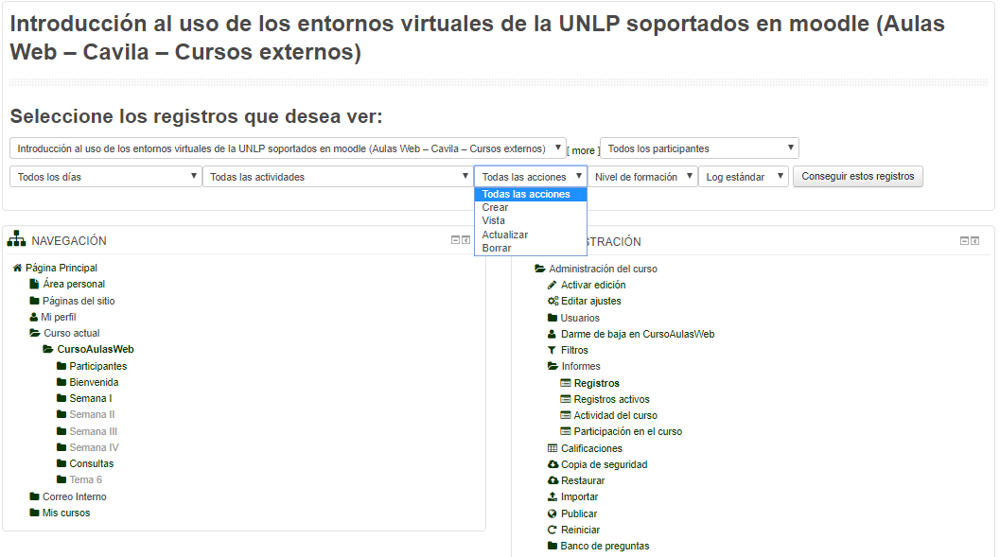 Introducción al uso de los entornos virtuales de la UNLP soportados en moodle (Aulas
Web – Cavila – Cursos externos)
Seleccione los registros que desea ver:
Introducción al uso de los entornos virtuales de la UNLP soportados en moodle (Aulas Web – Cavila – Cursos externos) [ more ] Todos los participantes
Todos los días Todas las actividades Todas las acciones Nivel de formación Log estándar Conseguir estos registros
Todas las acciones
Crear
Vista
Actualizar
Borrar
NAVEGACIÓN
Página Principal
Área personal
Páginas del sitio
Mi perfil
Curso actual
CursoAulasWeb
Participantes
Bienvenida
Semana I
Semana II
Semana III
Semana IV
Consultas
Tema 6
Correo Interno
Mis cursos
STRACIÓN
Administración del curso
Activar edición
Editar ajustes
Usuarios
Darme de baja en CursoAulasWeb
Filtros
Informes
Registros
Registros activos
Actividad del curso
Participación en el curso
Calificaciones
Copia de seguridad
Restaurar
Importar
Publicar
Reiniciar
Banco de preguntas